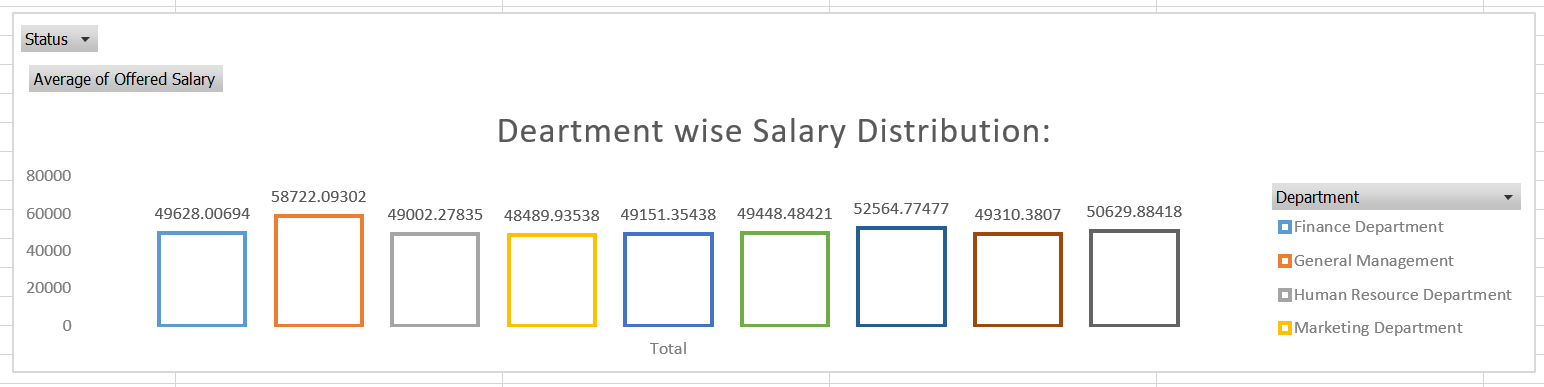 Status
Average of Offered Salary
Deartment wise Salary Distribution:
80000
60000
40000
20000
0
49628.00694
58722.09302
49002.27835
48489.93538
49151.35438
49448.48421
52564.77477
49310.3807
50629.88418
Total
Department
Finance Department
General Management
Human Resource Department
Marketing Department